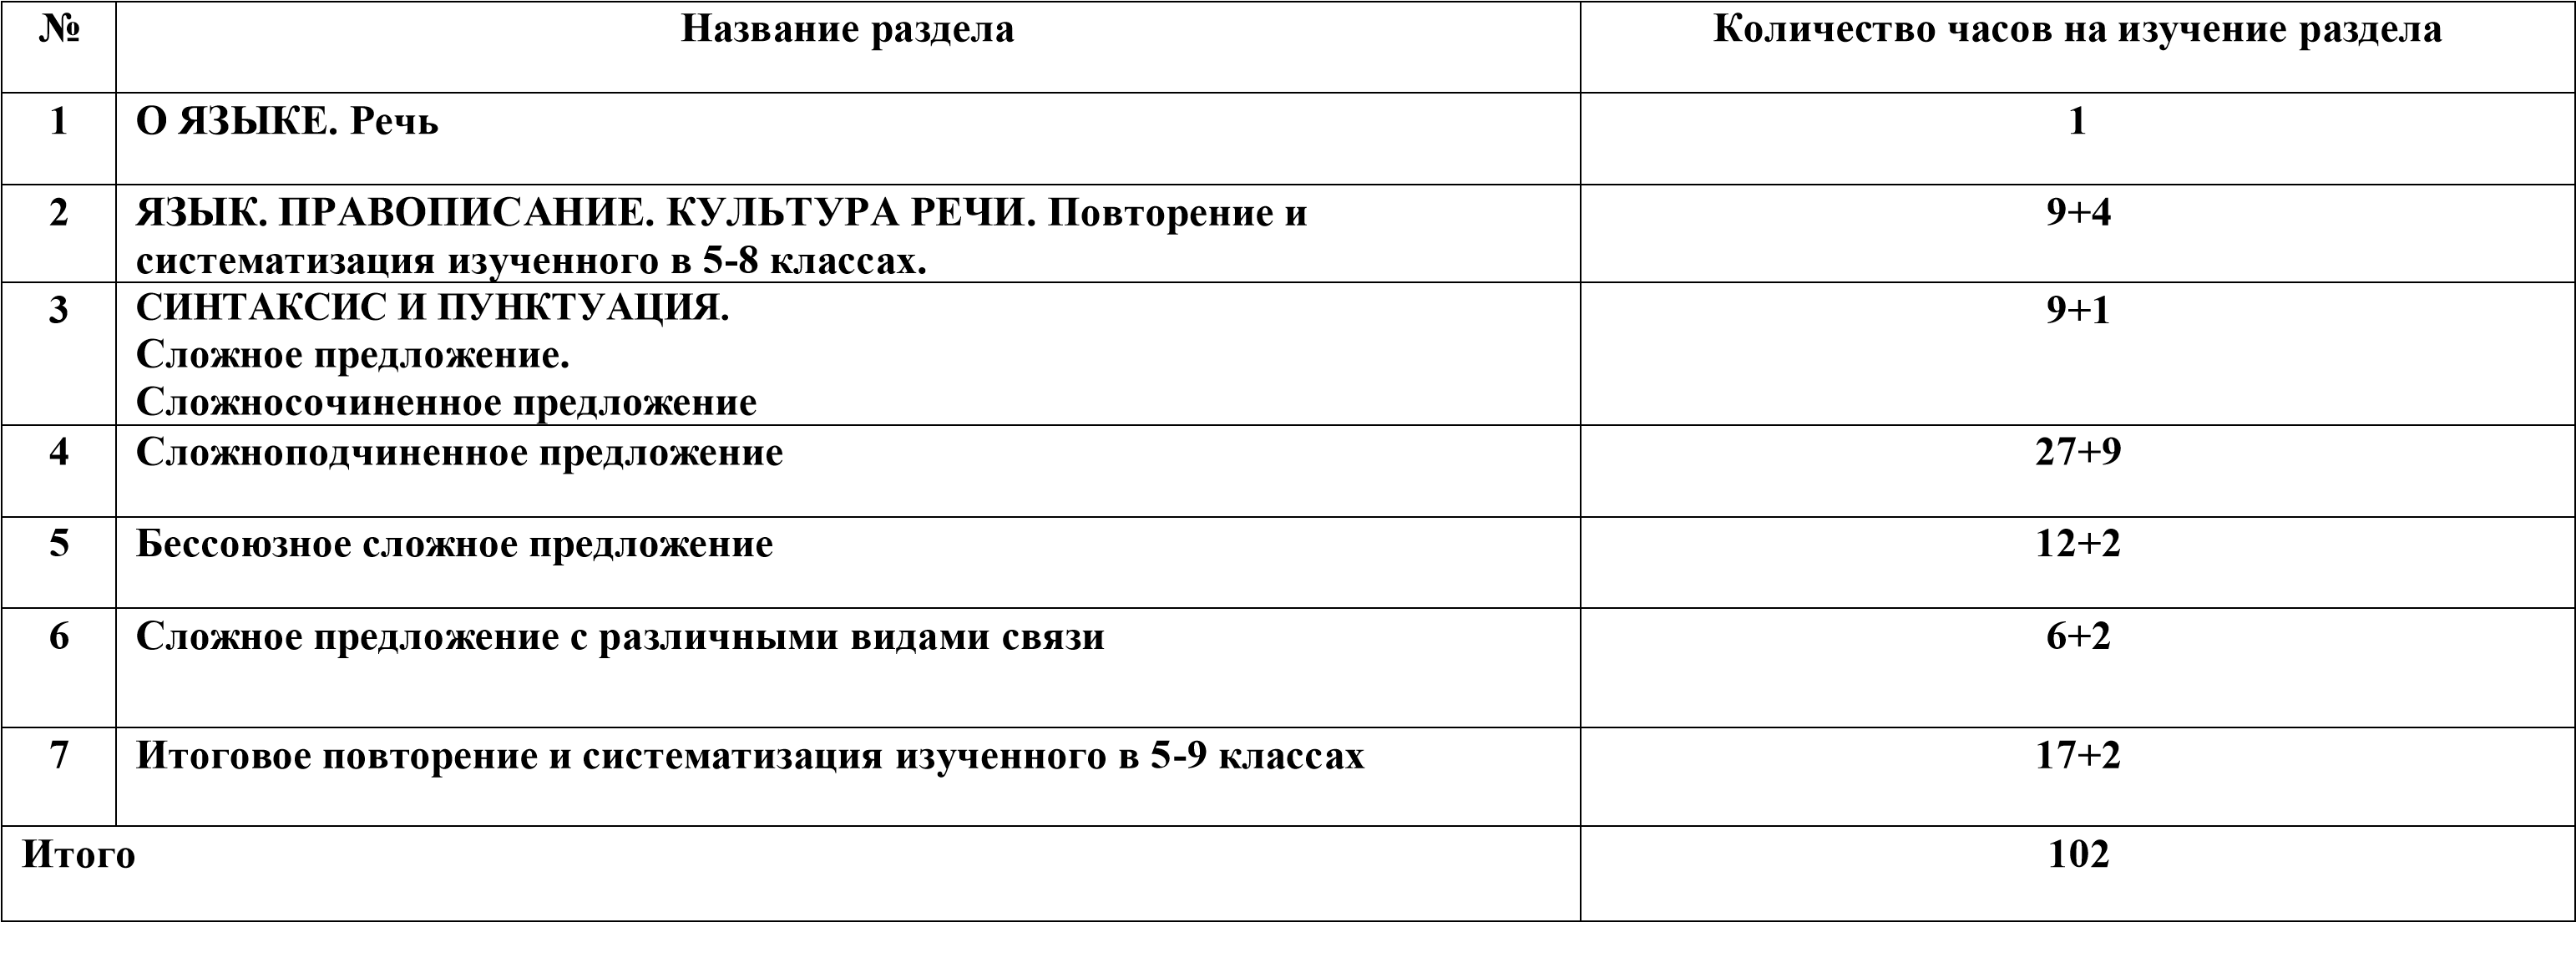 № Название раздела Количество часов на изучение раздела
1 О ЯЗЫКЕ. Речь 1
2 ЯЗЫК. ПРАВОПИСАНИЕ. КУЛЬТУРА РЕЧИ. Повторение и 9+4
систематизация изученного в 5-8 классах.
3 СИНТАКСИС И ПУНКТУАЦИЯ. 9+1
Сложное предложение.
Сложносочиненное предложение
4 Сложноподчиненное предложение 27+9
5 Бессоюзное сложное предложение 12+2
6 Сложное предложение с различными видами связи 6+2
7 Итоговое повторение и систематизация изученного в 5-9 классах 17+2
Итого 102